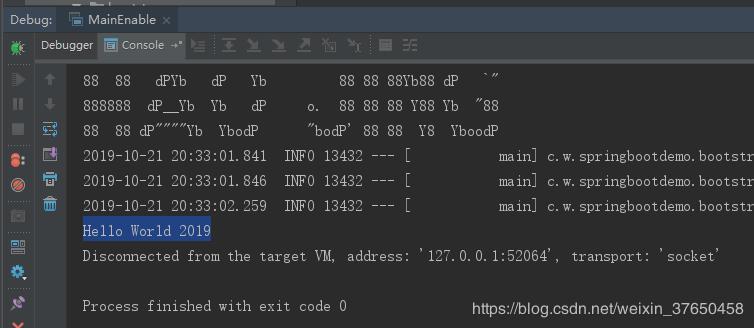 Debug: MainEnable ×
Debugger Console
88  88   dPYb   dP   Yb         88 88 88Yb88 dP   `"
888888  dP__Yb  Yb   dP     o.  88 88 88 Y88 Yb  "88
88  88 dP""""Yb  YbodP      "bodP' 88 88  Y8  YboodP
2019-10-21 20:33:01.841  INFO 13432 --- [           main] c.w.springbootdemo.bootstr
2019-10-21 20:33:01.846  INFO 13432 --- [           main] c.w.springbootdemo.bootstr
2019-10-21 20:33:02.259  INFO 13432 --- [           main] c.w.springbootdemo.bootstr
Hello World 2019
Disconnected from the target VM, address: '127.0.0.1:52064', transport: 'socket'
Process finished with exit code 0
https://blog.csdn.net/weixin_37650458